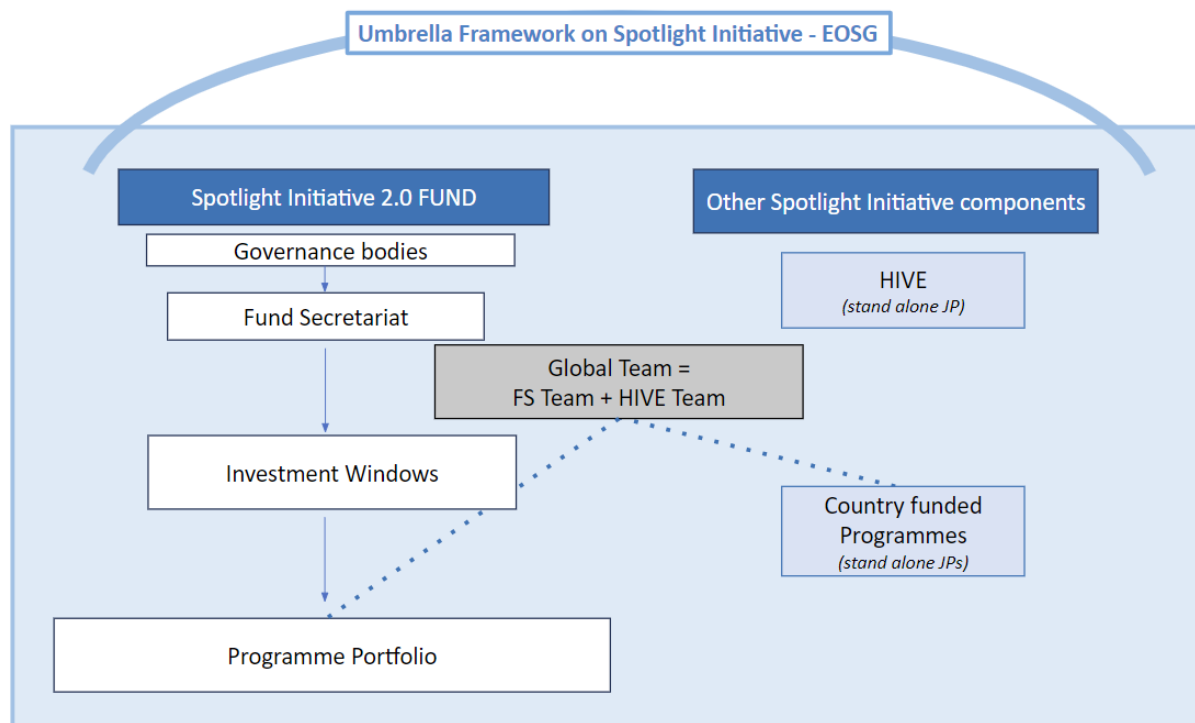 Umbrella Framework on Spotlight Initiative - EOSG
Spotlight Initiative 2.0 FUND
Governance bodies
Fund Secretariat
Investment Windows
Programme Portfolio
Global Team =
FS Team + HIVE Team
Other Spotlight Initiative components
HIVE
(stand alone JP)
Country funded
Programmes
(stand alone JPs)